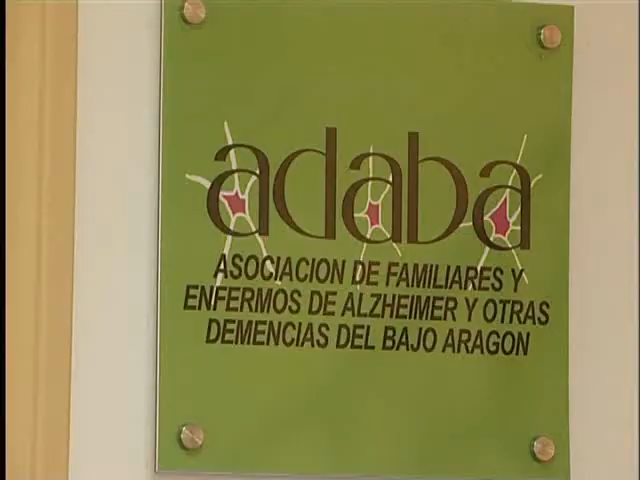 adaba
ASOCIACION DE FAMILIARES Y
ENFERMOS DE ALZHEIMER Y OTRAS
DEMENCIAS DEL BAJO ARAGON